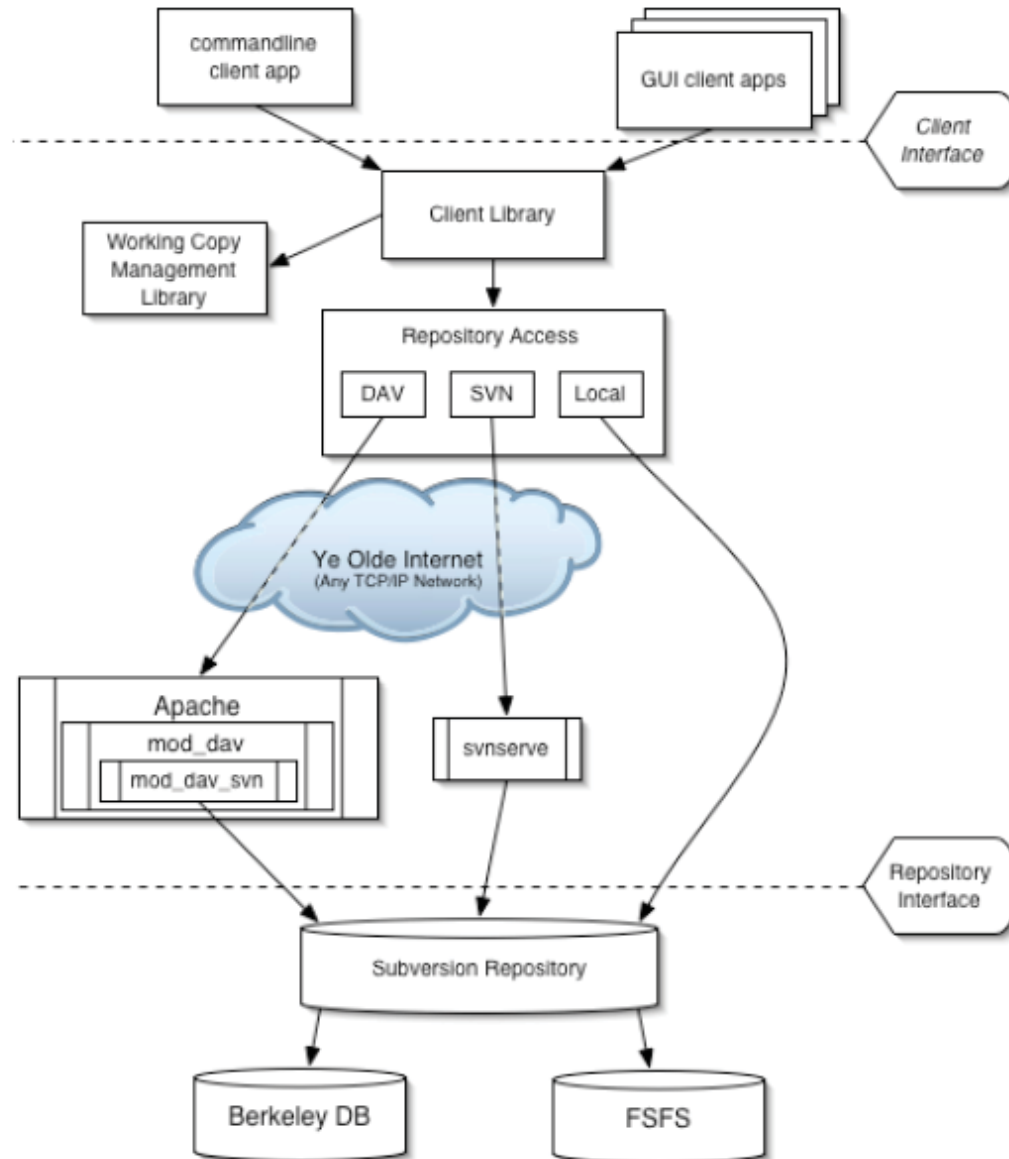 commandline
client app
GUI client apps
Client
Interface
Client Library
Working Copy
Management
Library
Repository Access
DAV
SVN
Local
Ye Olde Internet
(Any TCP/IP Network)
Apache
mod_dav
mod_dav_svn
svnserve
Repository
Interface
Subversion Repository
Berkeley DB
FSFS